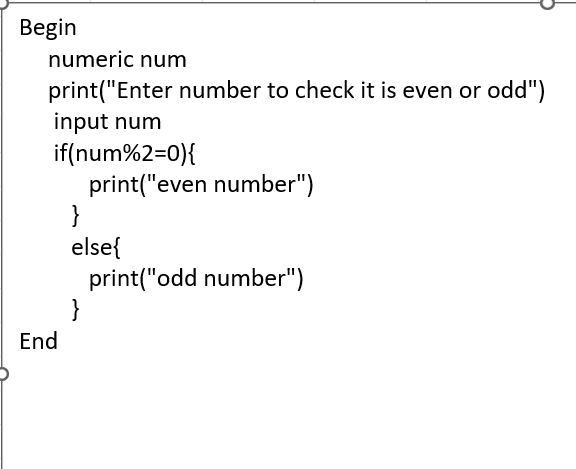 Begin
numeric num
print("Enter number to check it is even or odd")
input num
if(num%2=0){
print("even number")
}
else{
print("odd number")
}
End